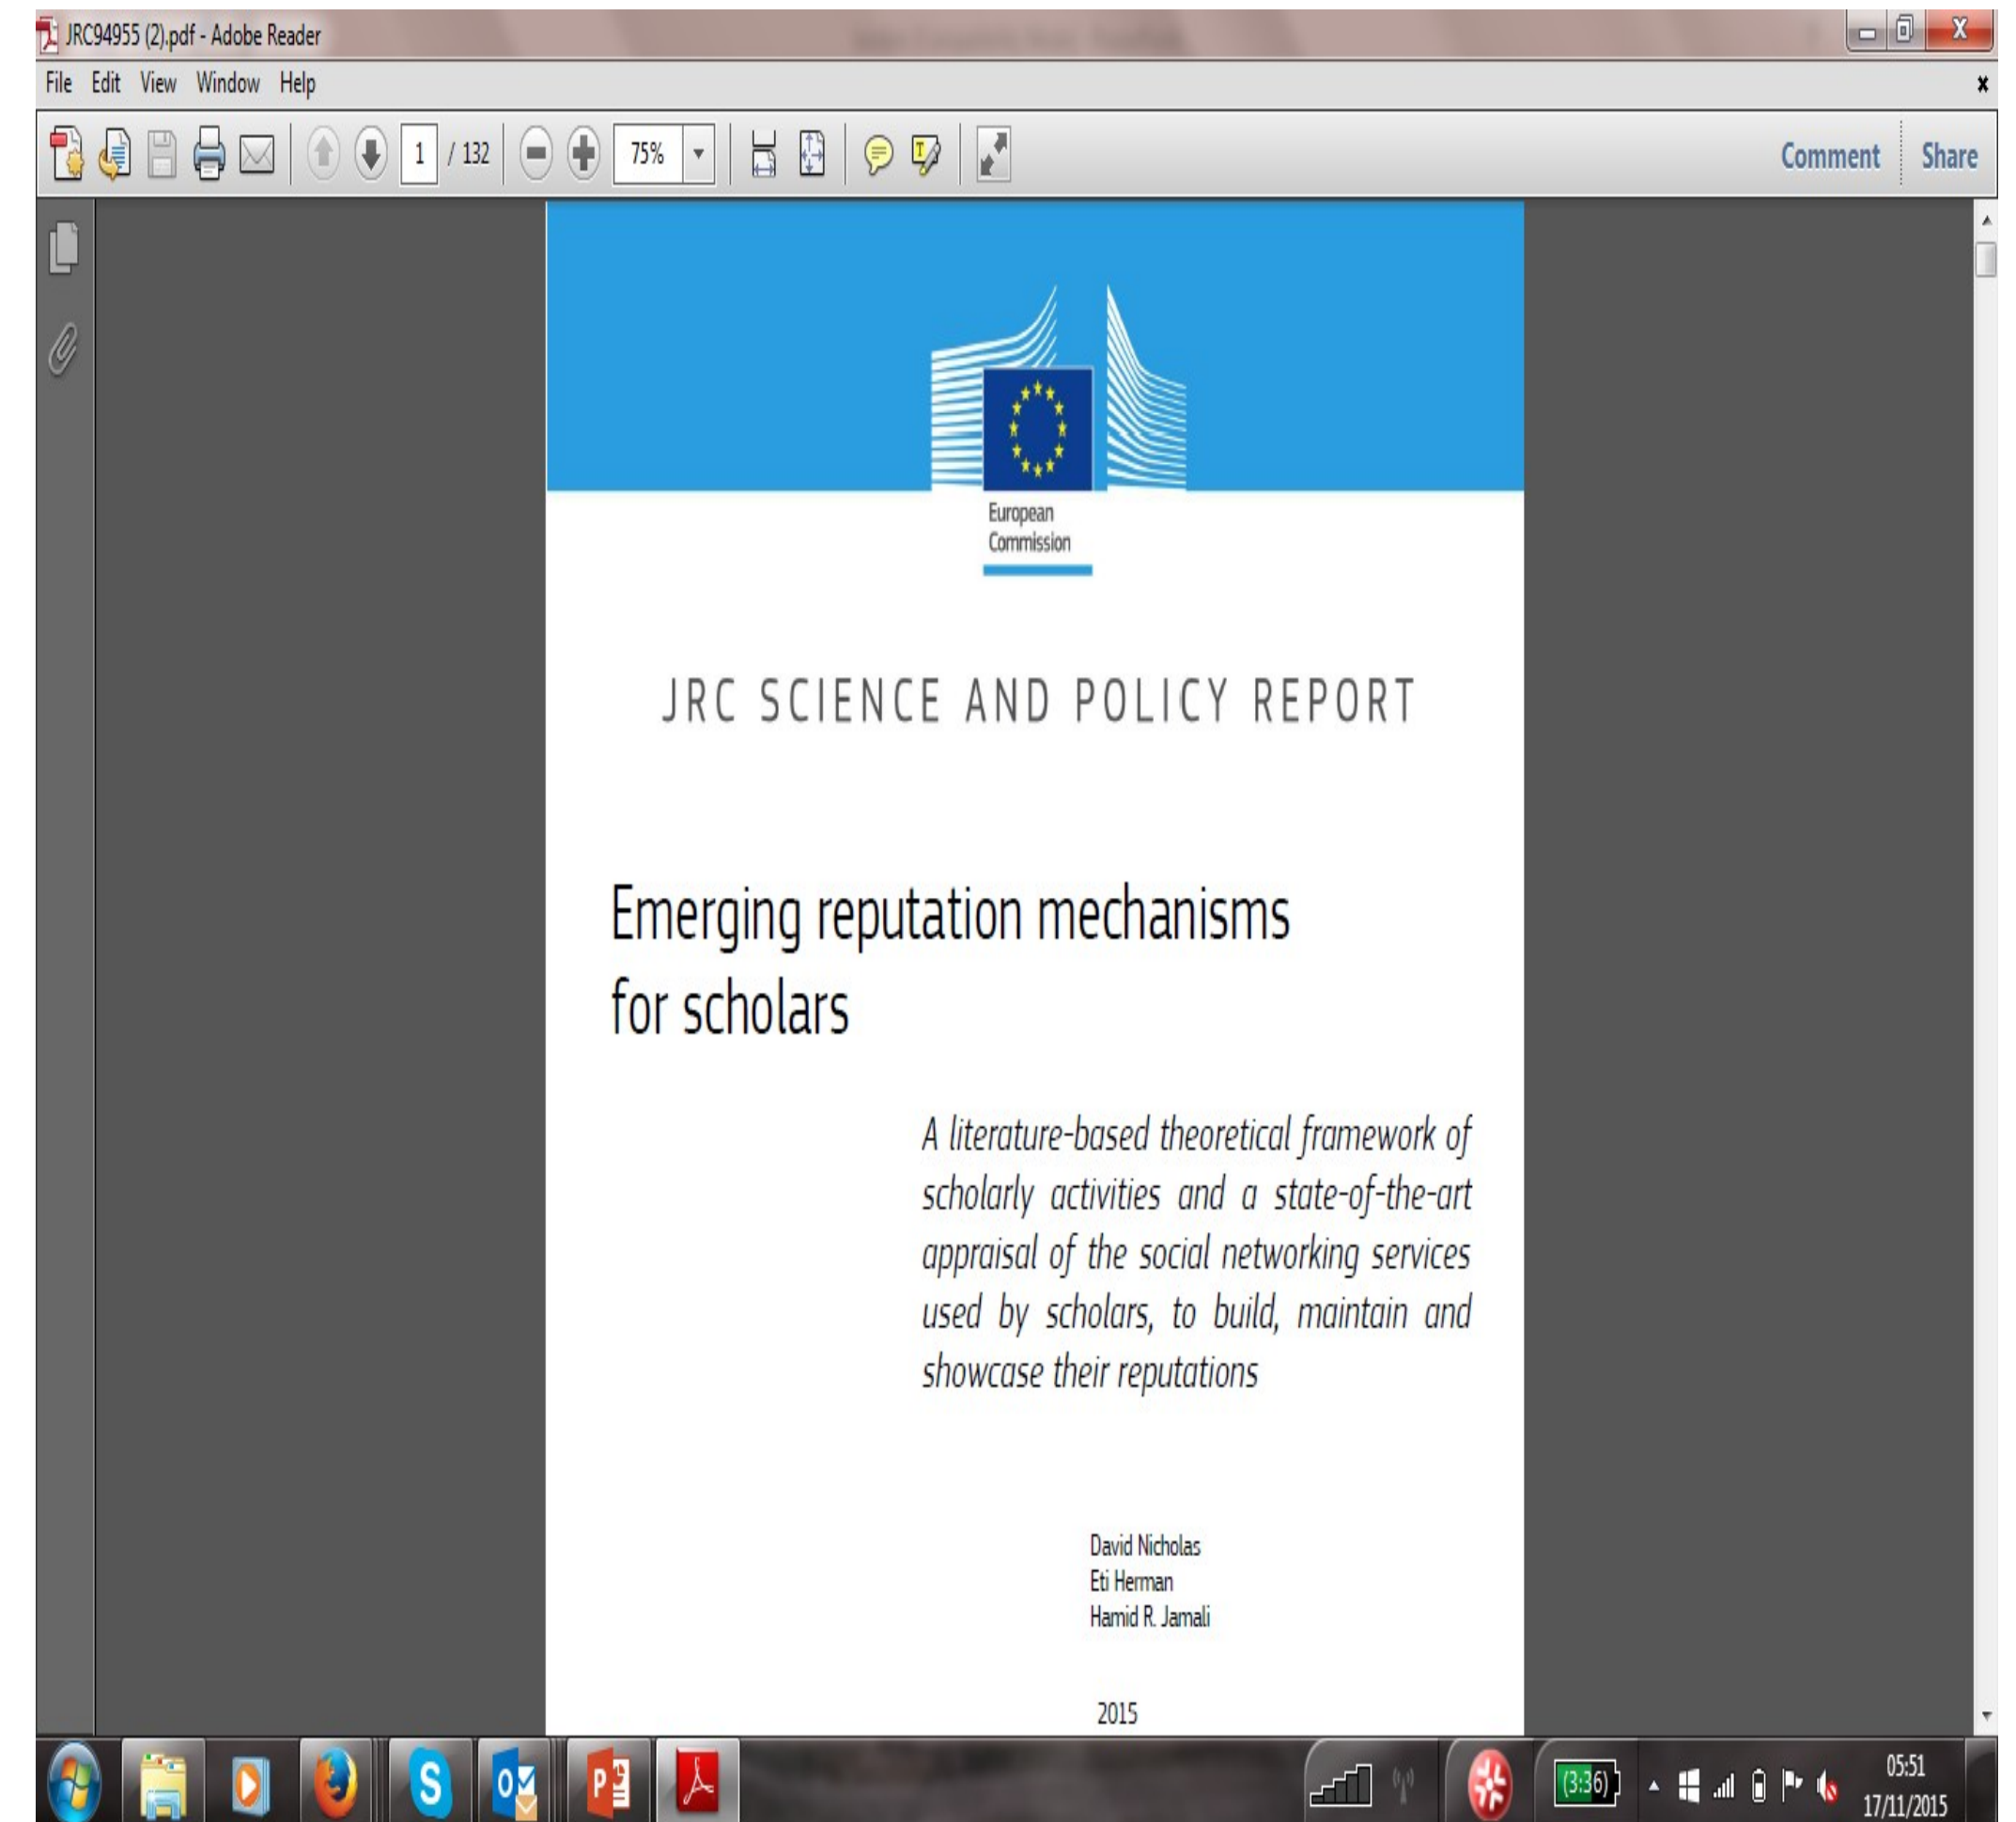 JRC94955 (2).pdf - Adobe Reader
X
File Edit View Window Help
1 / 132 75% Comment Share
European
Commission
JRC SCIENCE AND POLICY REPORT
Emerging reputation mechanisms
for scholars
A literature-based theoretical framework of
scholarly activities and a state-of-the-art
appraisal of the social networking services
used by scholars, to build, maintain and
showcase their reputations
David Nicholas
Eti Herman
Hamid R. Jamali
2015
(3:36)
05:51
17/11/2015